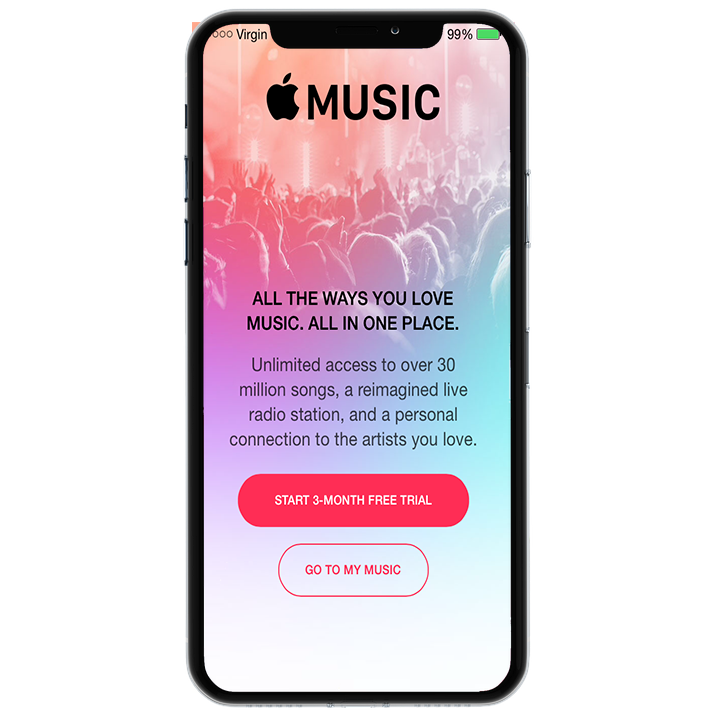 ooo Virgin 99%
MUSIC
ALL THE WAYS YOU LOVE
MUSIC. ALL IN ONE PLACE.
Unlimited access to over 30
million songs, a reimagined live
radio station, and a personal
connection to the artists you love.
START 3-MONTH FREE TRIAL
GO TO MY MUSIC